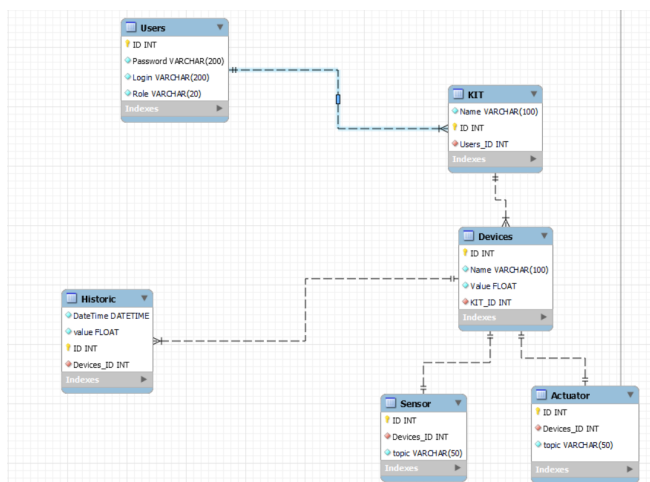 Users
ID INT
Password VARCHAR(200)
Login VARCHAR(200)
Role VARCHAR(20)
Indexes
KIT
Name VARCHAR(100)
ID INT
Users_ID INT
Indexes
Devices
ID INT
Name VARCHAR(100)
Value FLOAT
KIT_ID INT
Indexes
Historic
DateTime DATETIME
value FLOAT
ID INT
Devices_ID INT
Indexes
Sensor
ID INT
Devices_ID INT
topic VARCHAR(50)
Indexes
Actuator
ID INT
Devices_ID INT
topic VARCHAR(50)
Indexes